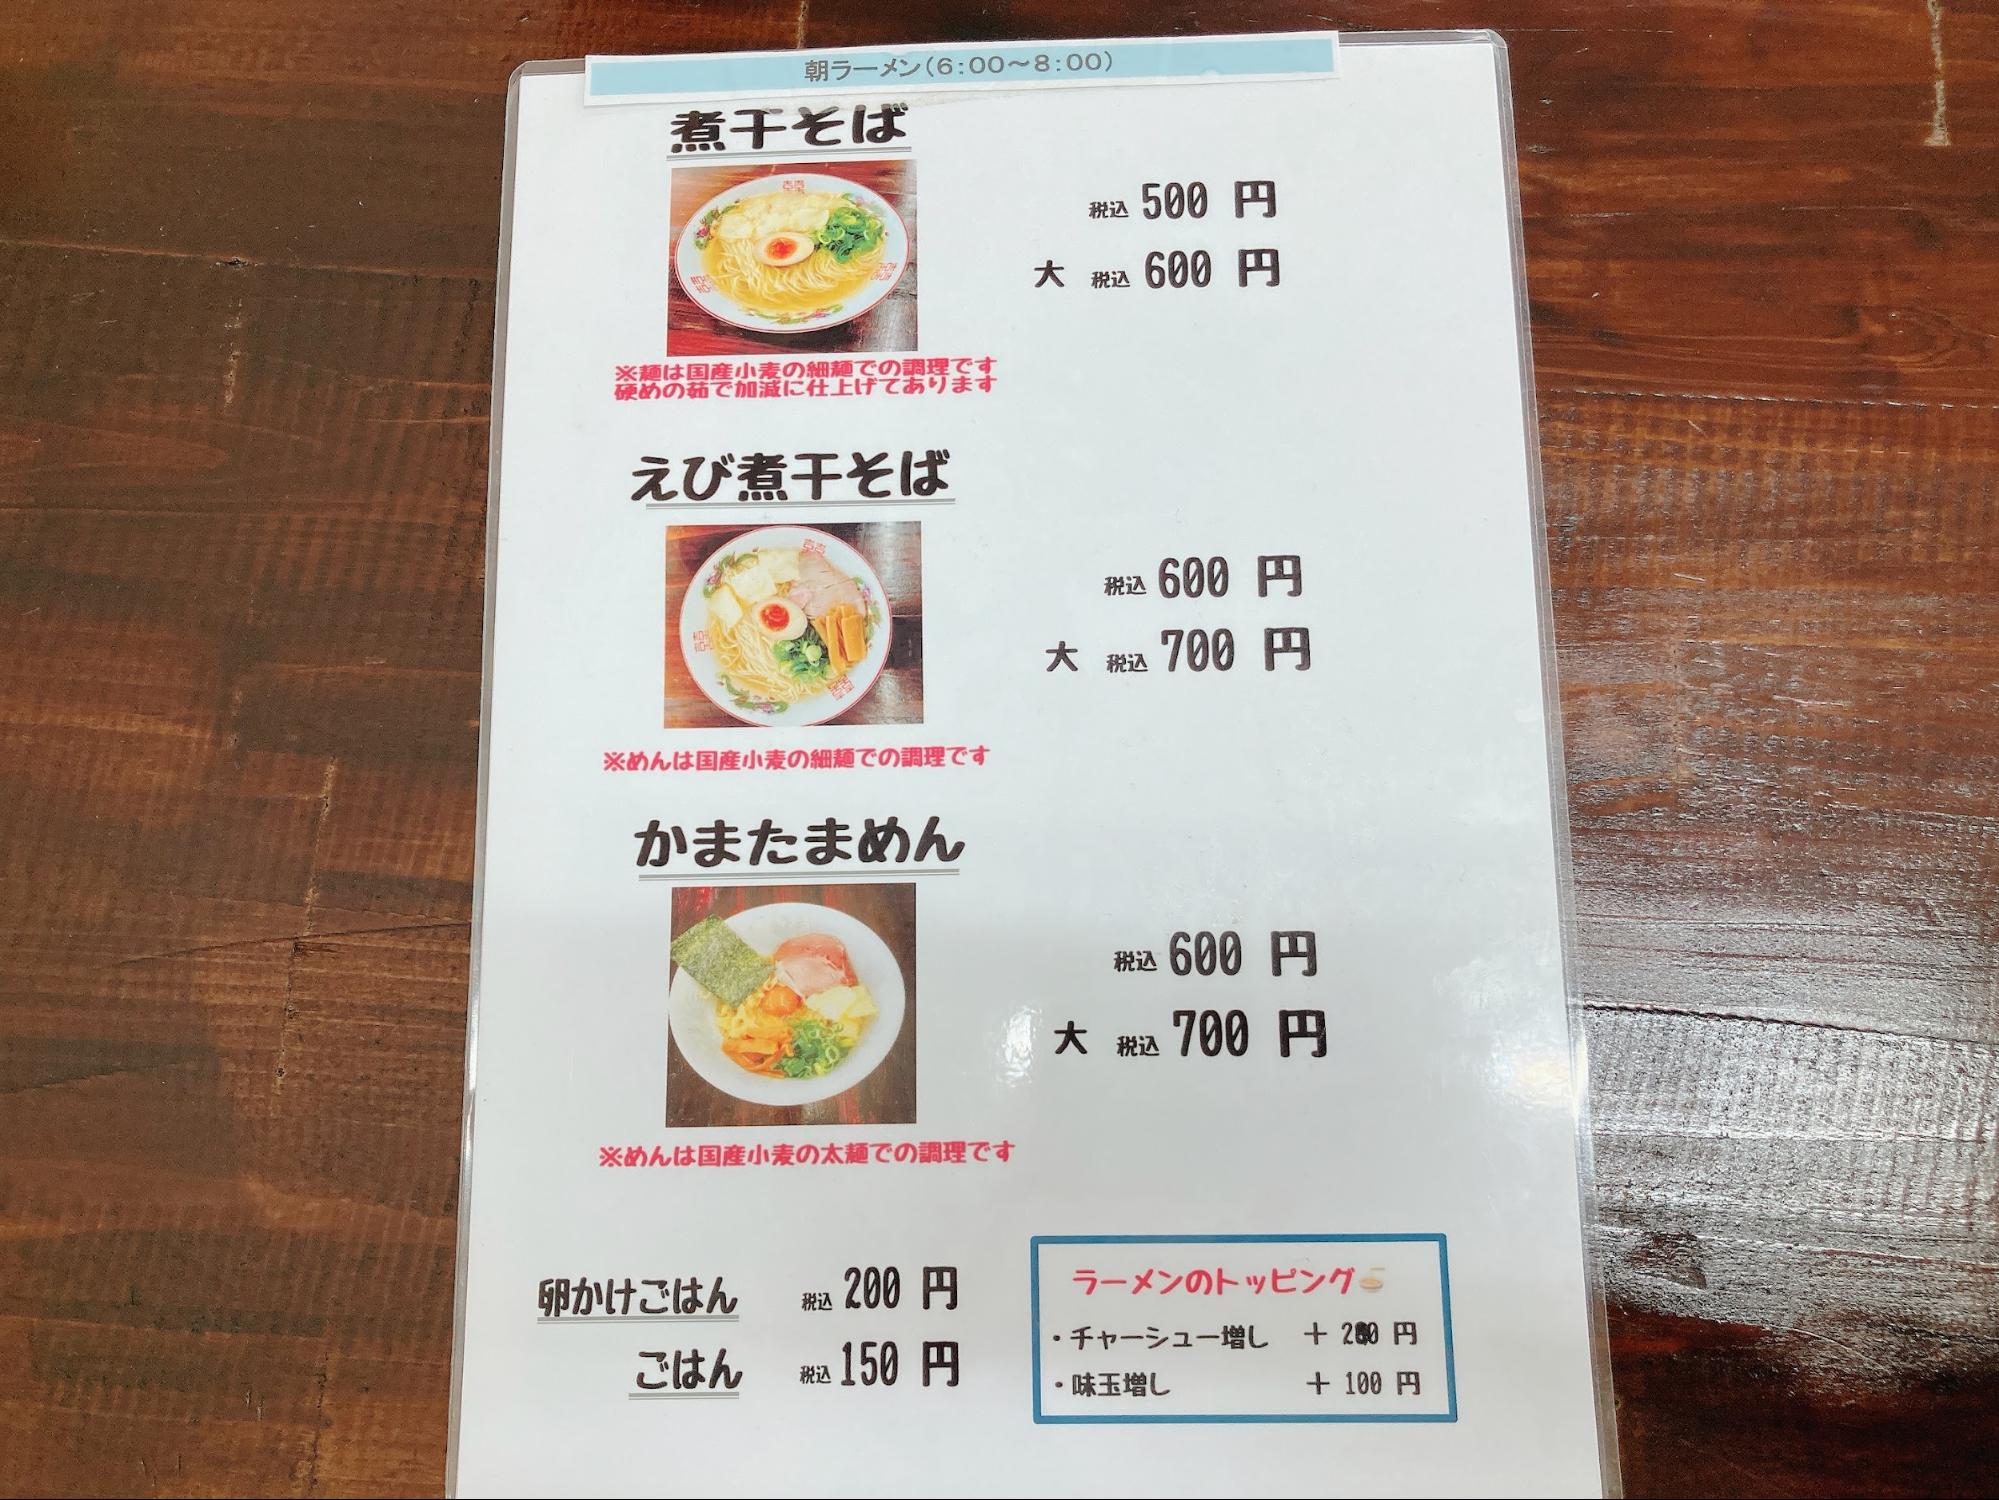 朝ラーメン(6:00～8:00)
煮干そば
税込 500 円
大 税込 600 円
※麺は国産小麦の細麺での調理です
硬めの茹で加減に仕上げてあります
えび煮干そば
税込 600 円
大 税込 700 円
※めんは国産小麦の細麺での調理です
かまたまめん
税込 600 円
大 税込 700 円
※めんは国産小麦の太麺での調理です
卵かけごはん 税込 200 円
ごはん 税込 150 円
ラーメンのトッピング
・チャーシュー増し ＋ 円
・味玉増し ＋ 100 円